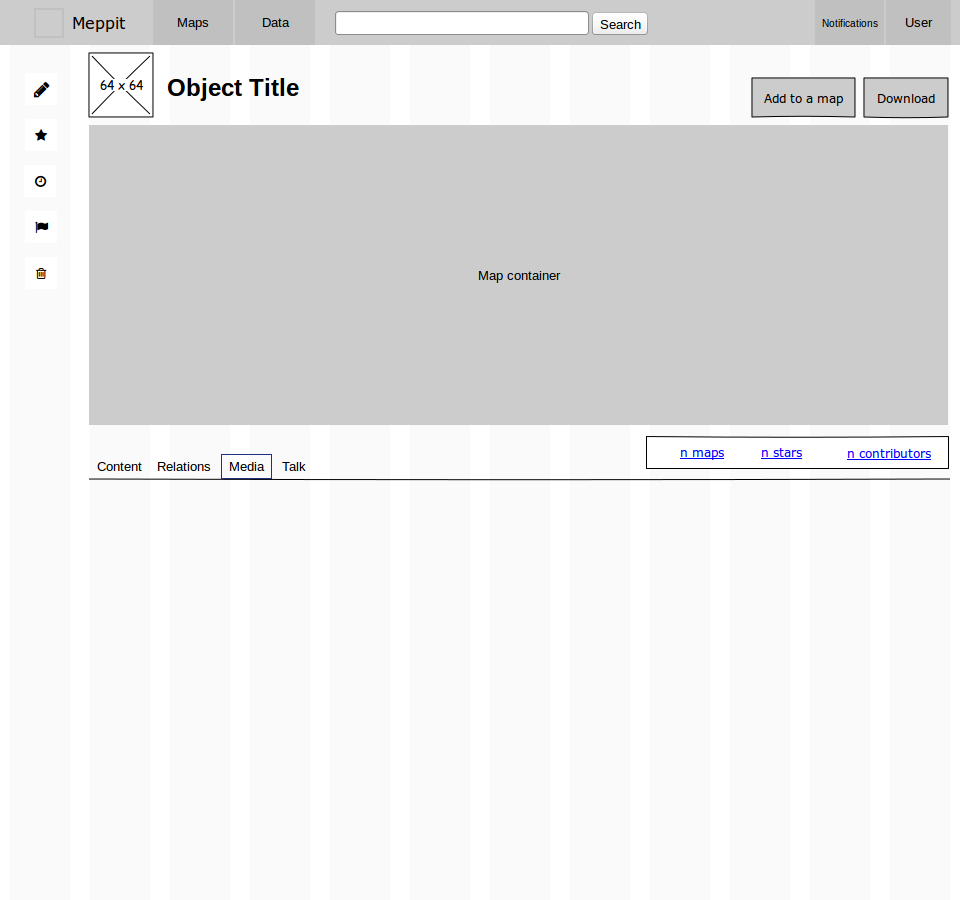 Meppit Maps Data Search Notifications User
64 x 64
Object Title
Add to a map Download
Map container
n maps n stars n contributors
Content Relations Media Talk